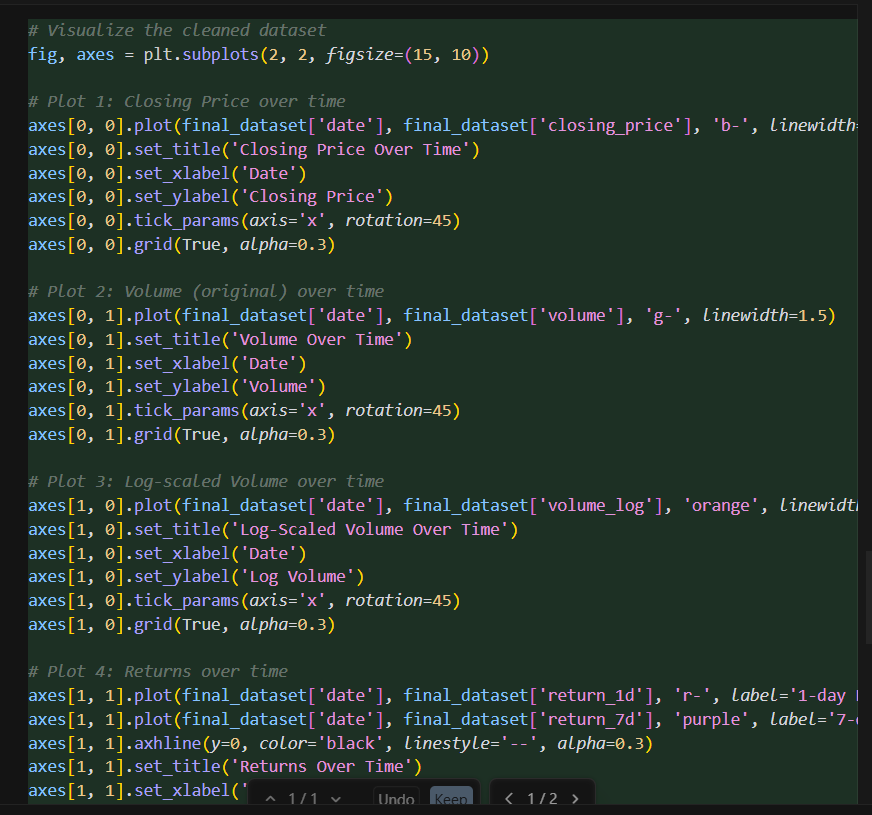 # Visualize the cleaned dataset
fig, axes = plt.subplots(2, 2, figsize=(15, 10))
# Plot 1: Closing Price over time
axes[0, 0].plot(final_dataset['date'], final_dataset['closing_price'], 'b-', linewidth=
axes[0, 0].set_title('Closing Price Over Time')
axes[0, 0].set_xlabel('Date')
axes[0, 0].set_ylabel('Closing Price')
axes[0, 0].tick_params(axis='x', rotation=45)
axes[0, 0].grid(True, alpha=0.3)
# Plot 2: Volume (original) over time
axes[0, 1].plot(final_dataset['date'], final_dataset['volume'], 'g-', linewidth=1.5)
axes[0, 1].set_title('Volume Over Time')
axes[0, 1].set_xlabel('Date')
axes[0, 1].set_ylabel('Volume')
axes[0, 1].tick_params(axis='x', rotation=45)
axes[0, 1].grid(True, alpha=0.3)
# Plot 3: Log-scaled Volume over time
axes[1, 0].plot(final_dataset['date'], final_dataset['volume_log'], 'orange', linewidt
axes[1, 0].set_title('Log-Scaled Volume Over Time')
axes[1, 0].set_xlabel('Date')
axes[1, 0].set_ylabel('Log Volume')
axes[1, 0].tick_params(axis='x', rotation=45)
axes[1, 0].grid(True, alpha=0.3)
# Plot 4: Returns over time
axes[1, 1].plot(final_dataset['date'], final_dataset['return_1d'], 'r-', label='1-day
axes[1, 1].plot(final_dataset['date'], final_dataset['return_7d'], 'purple', label='7-
axes[1, 1].axhline(y=0, color='black', linestyle='--', alpha=0.3)
axes[1, 1].set_title('Returns Over Time')
axes[1, 1].set_xlabel('
1/1 Undo Keep 1/2